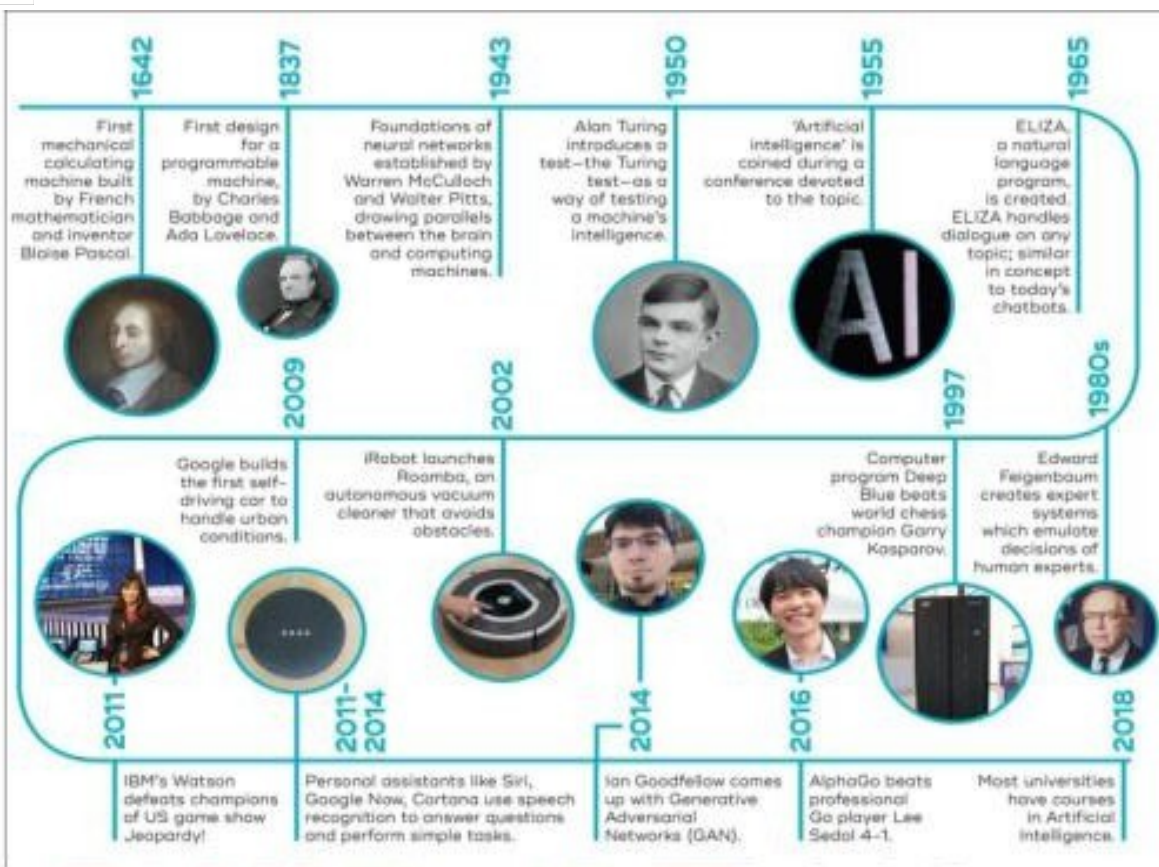 1642
First
mechanical
calculating
machine built
by French
mathematician
and inventor
Blaise Pascal.
1837
First design
for a
programmable
machine,
by Charles
Babbage and
Ada Lovelace.
1943
Foundations of
neural networks
established by
Warren McCulloch
and Walter Pitts,
drawing parallels
between the brain
and computing
machines.
1950
Alan Turing
introduces a
test—the Turing
test—as a
way of testing
a machine's
intelligence.
1955
'Artificial
intelligence' is
coined during a
conference devoted
to the topic.
AI
1965
ELIZA,
a natural
language
program,
is created.
ELIZA handles
dialogue on any
topic; similar
in concept
to today's
chatbots.
1980s
Edward
Feigenbaum
creates expert
systems
which emulate
decisions of
human experts.
1997
Computer
program Deep
Blue beats
world chess
champion Garry
Kasparov.
2002
iRobot launches
Roomba, an
autonomous vacuum
cleaner that avoids
obstacles.
2009
Google builds
the first self-
driving car to
handle urban
conditions.
2011
IBM's Watson
defeats champions
of US game show
Jeopardy!
2011-
2014
Personal assistants like Siri,
Google Now, Cortana use speech
recognition to answer questions
and perform simple tasks.
2014
Ian Goodfellow comes
up with Generative
Adversarial
Networks (GAN).
2016
AlphaGo beats
professional
Go player Lee
Sedol 4-1.
2018
Most universities
have courses
in Artificial
Intelligence.